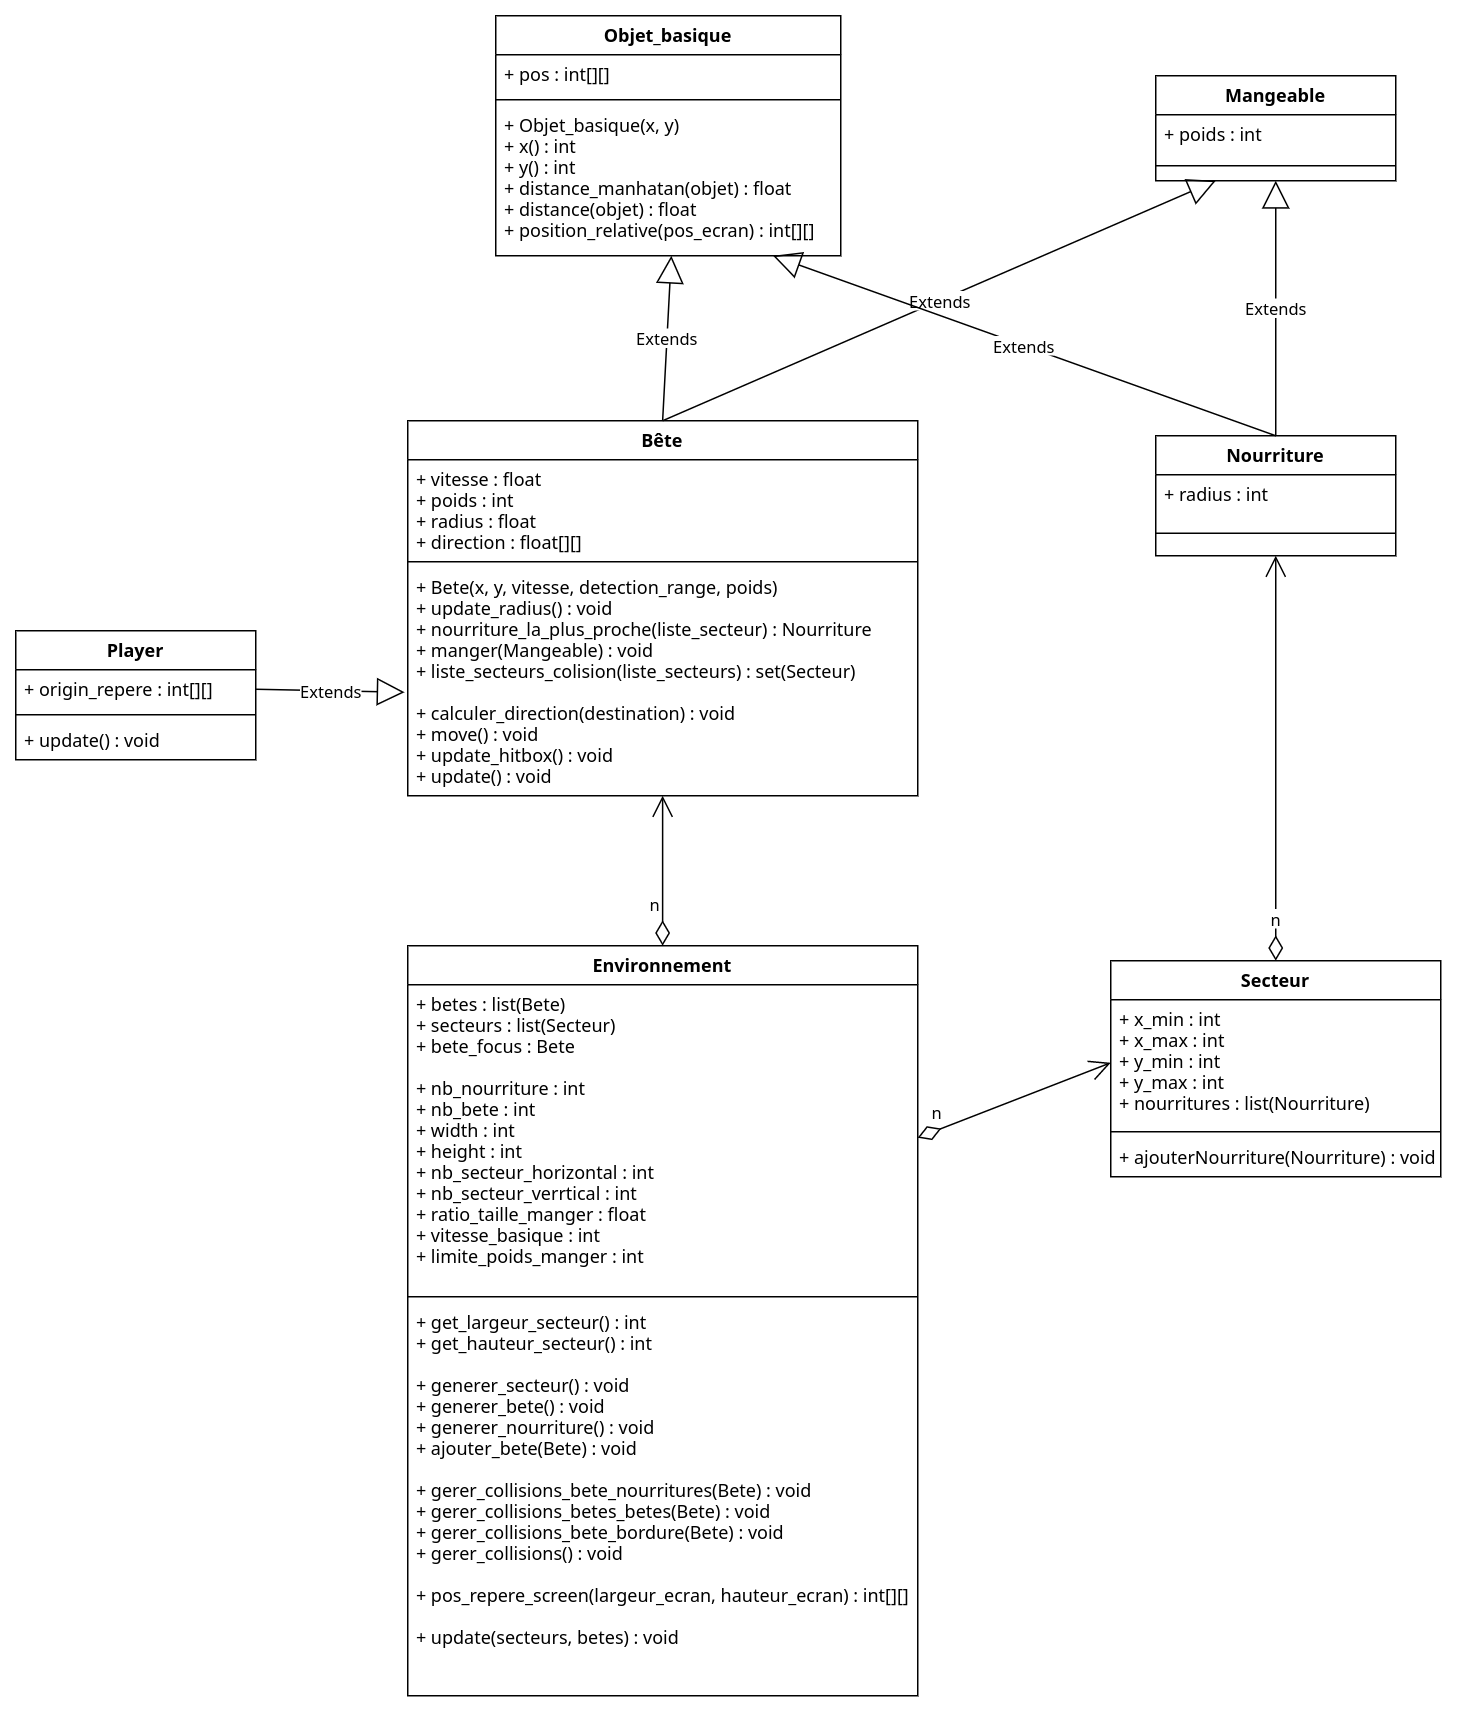 Objet_basique
+ pos : int[][]
+ Objet_basique(x, y)
+ x() : int
+ y() : int
+ distance_manhatan(objet) : float
+ distance(objet) : float
+ position_relative(pos_ecran) : int[][]
Mangeable
+ poids : int
Extends
Extends
Extends
Extends
Bête
+ vitesse : float
+ poids : int
+ radius : float
+ direction : float[][]
+ Bete(x, y, vitesse, detection_range, poids)
+ update_radius() : void
+ nourriture_la_plus_proche(liste_secteur) : Nourriture
+ manger(Mangeable) : void
+ liste_secteurs_colision(liste_secteurs) : set(Secteur)
+ calculer_direction(destination) : void
+ move() : void
+ update_hitbox() : void
+ update() : void
Nourriture
+ radius : int
Player
+ origin_repere : int[][]
+ update() : void
Extends
n
n
n
Environnement
+ betes : list(Bete)
+ secteurs : list(Secteur)
+ bete_focus : Bete
+ nb_nourriture : int
+ nb_bete : int
+ width : int
+ height : int
+ nb_secteur_horizontal : int
+ nb_secteur_verrtical : int
+ ratio_taille_manger : float
+ vitesse_basique : int
+ limite_poids_manger : int
+ get_largeur_secteur() : int
+ get_hauteur_secteur() : int
+ generer_secteur() : void
+ generer_bete() : void
+ generer_nourriture() : void
+ ajouter_bete(Bete) : void
+ gerer_collisions_bete_nourritures(Bete) : void
+ gerer_collisions_betes_betes(Bete) : void
+ gerer_collisions_bete_bordure(Bete) : void
+ gerer_collisions() : void
+ pos_repere_screen(largeur_ecran, hauteur_ecran) : int[][]
+ update(secteurs, betes) : void
Secteur
+ x_min : int
+ x_max : int
+ y_min : int
+ y_max : int
+ nourritures : list(Nourriture)
+ ajouterNourriture(Nourriture) : void